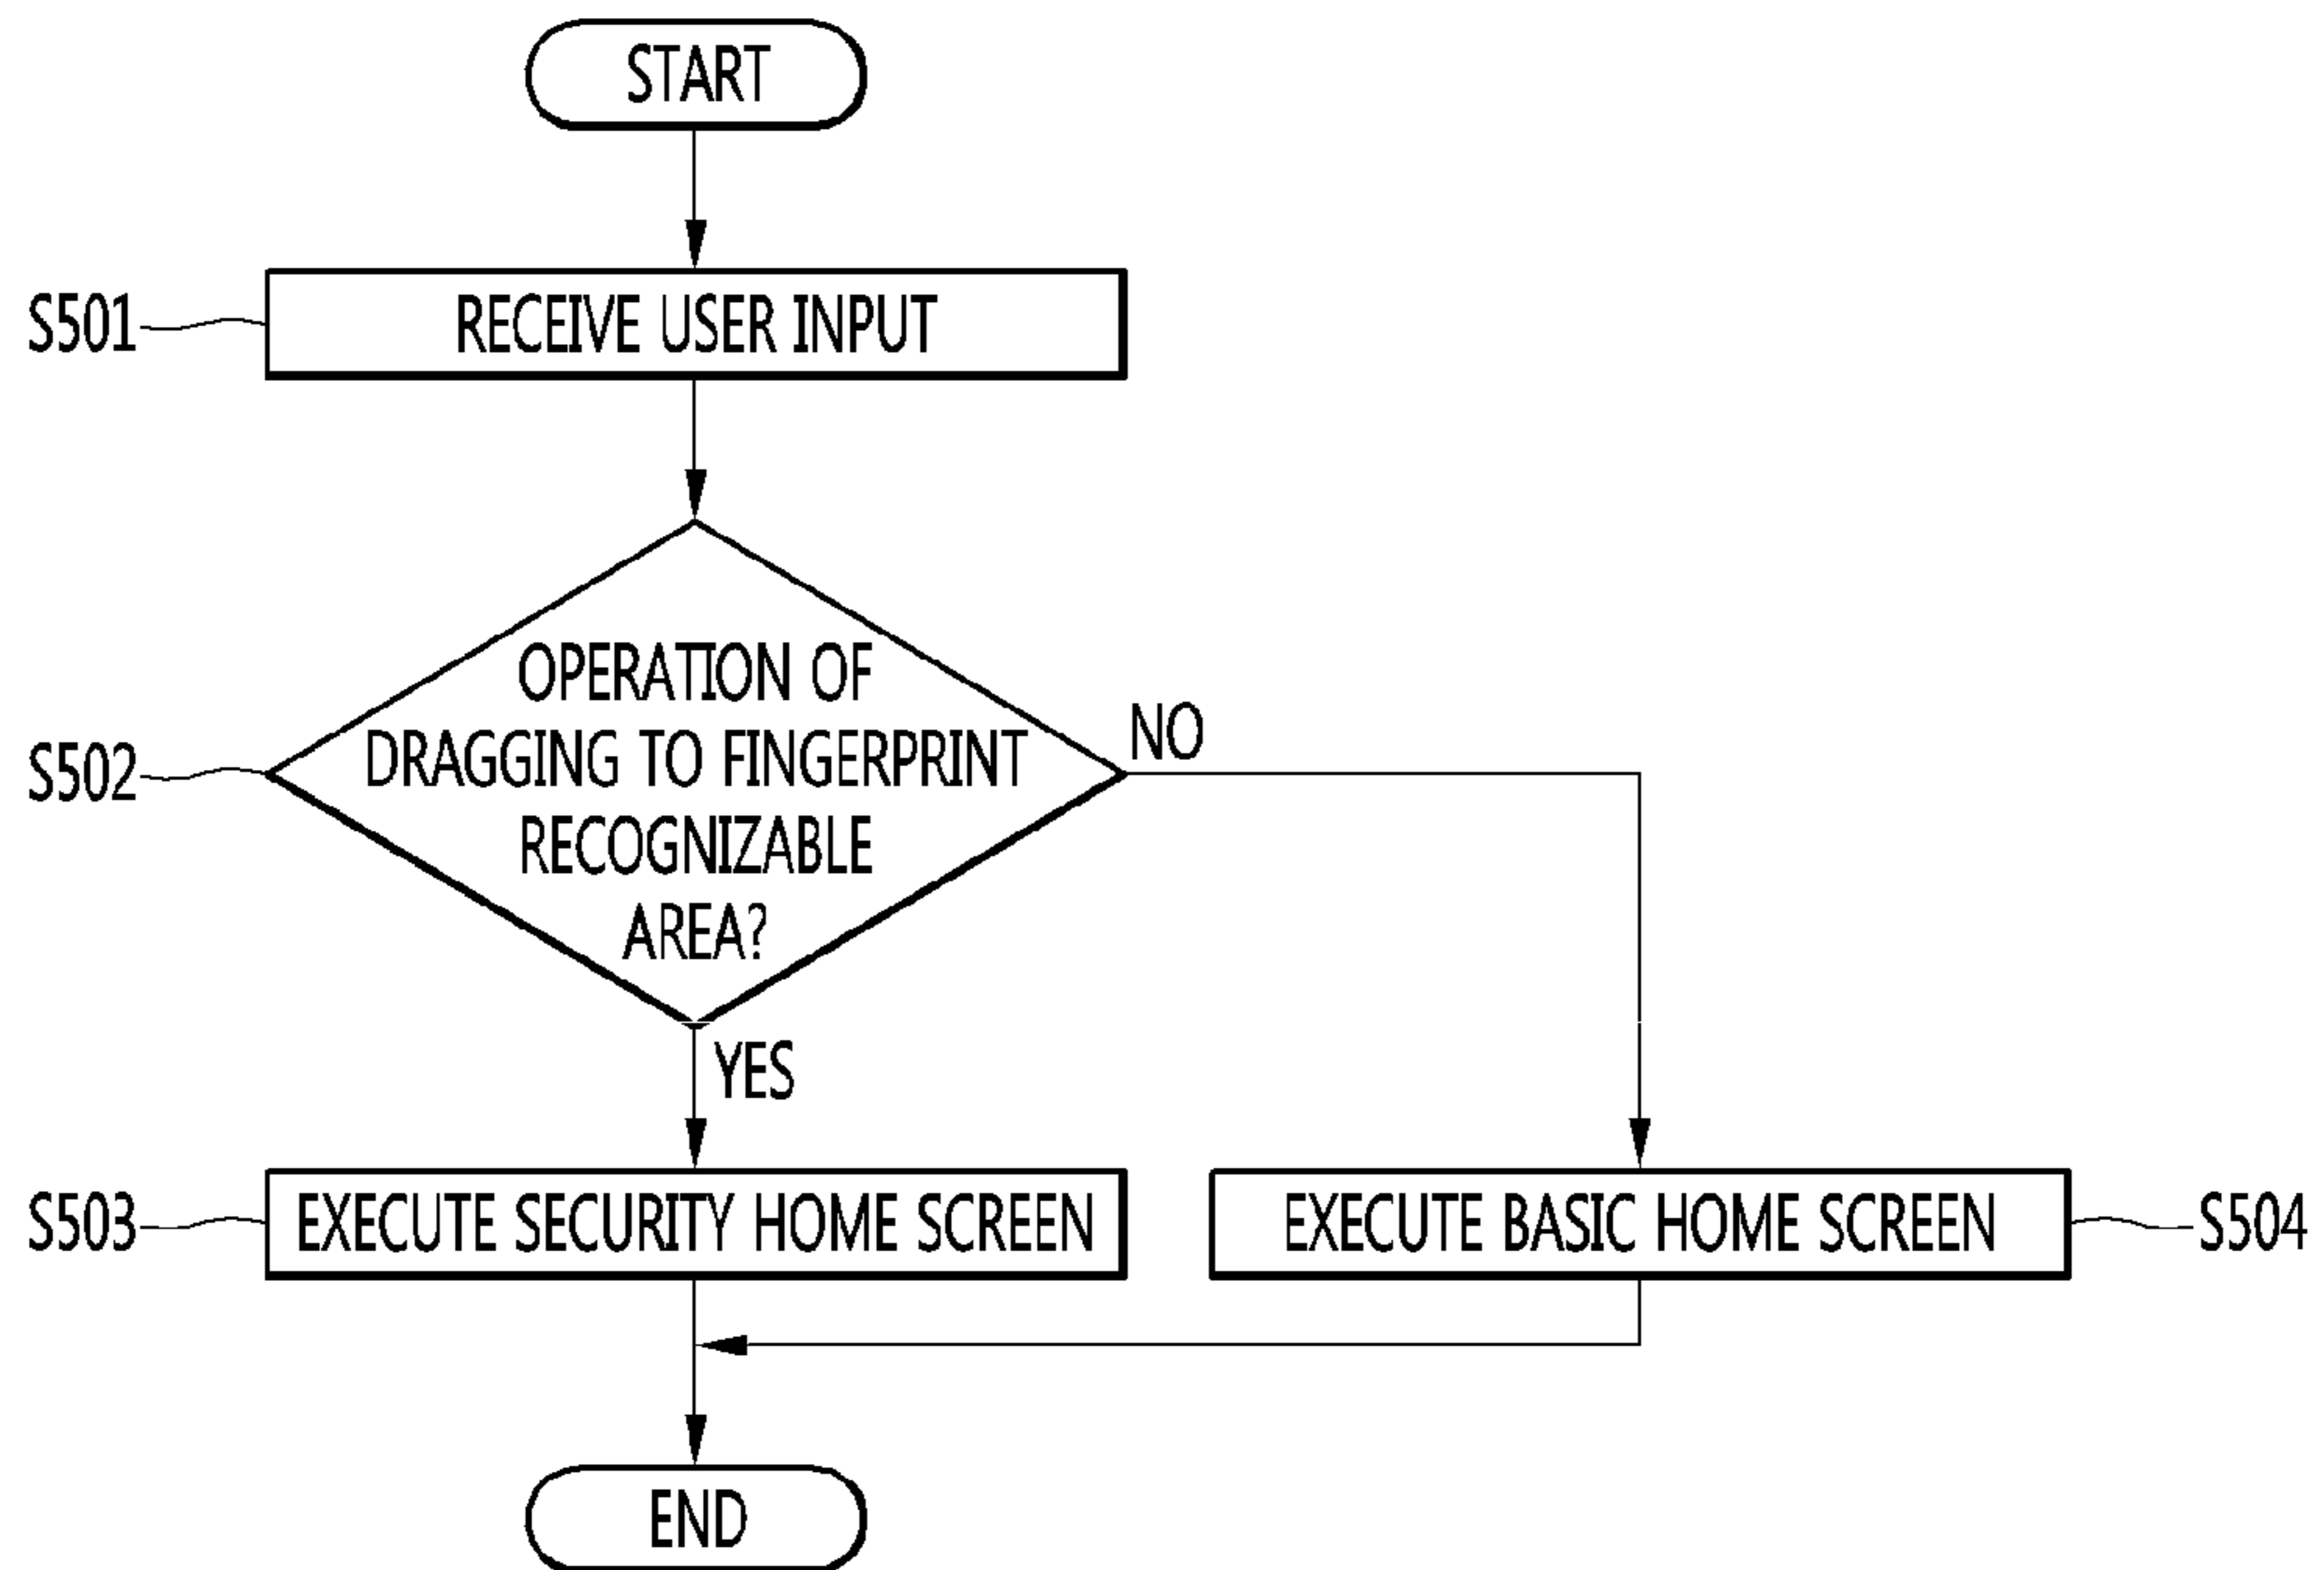 START
S501
RECEIVE USER INPUT
OPERATION OF
DRAGGING TO FINGERPRINT
RECOGNIZABLE
AREA?
S502
NO
YES
S503
EXECUTE SECURITY HOME SCREEN
EXECUTE BASIC HOME SCREEN
S504
END